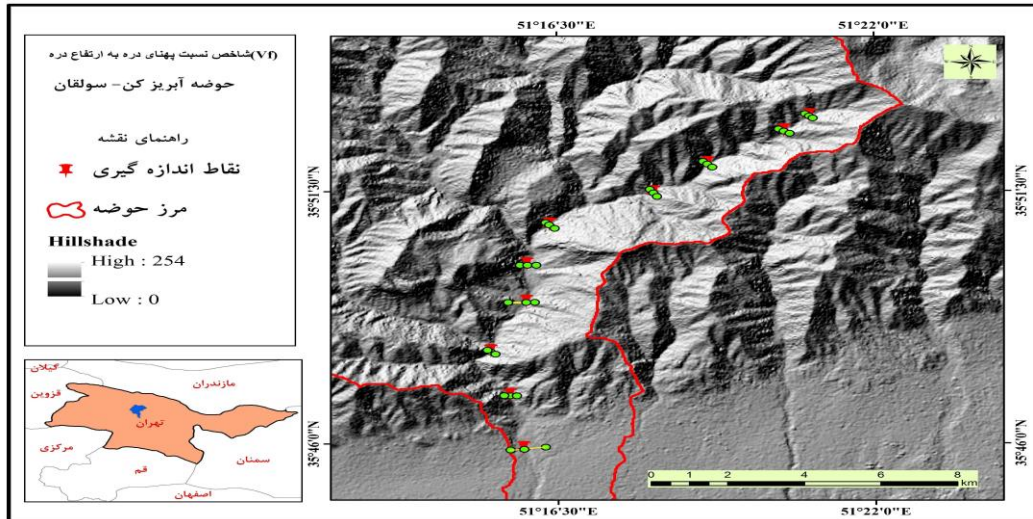 شاخص نسبت پهنای دره به ارتفاع دره(Vf)
حوضه آبریز کن- سولقان
راهنمای نقشه
نقاط اندازه گیری
مرز حوضه
Hillshade
High : 254
Low : 0
51°16'30"E
51°22'0"E
35°51'30"N
35°51'30"N
35°46'0"N
35°46'0"N
0 1 2 4 6 8
km
51°16'30"E
51°22'0"E
گیلان
مازندران
قزوین
تهران
مرکزی
سمنان
قم
اصفهان